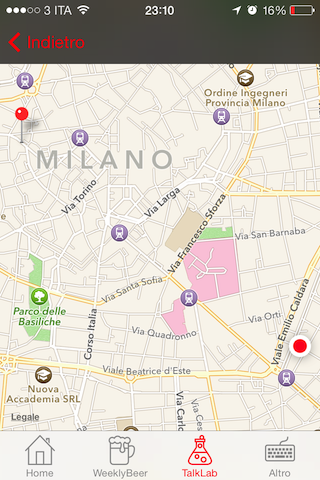 3 ITA
23:10
16%
Indietro
Ordine Ingegneri
Provincia Milano
MILANO
Via Torino
Via Larga
Via Francesco Sforza
Via San Barnaba
Via Santa Sofia
Parco delle
Basiliche
Corso Italia
Via Quadronno
Via Orti
Viale Emilio Caldara
Viale Beatrice d'Este
Nuova
Accademia SRL
Via Carlo
Via Vas
Legale
Home
WeeklyBeer
TalkLab
Altro